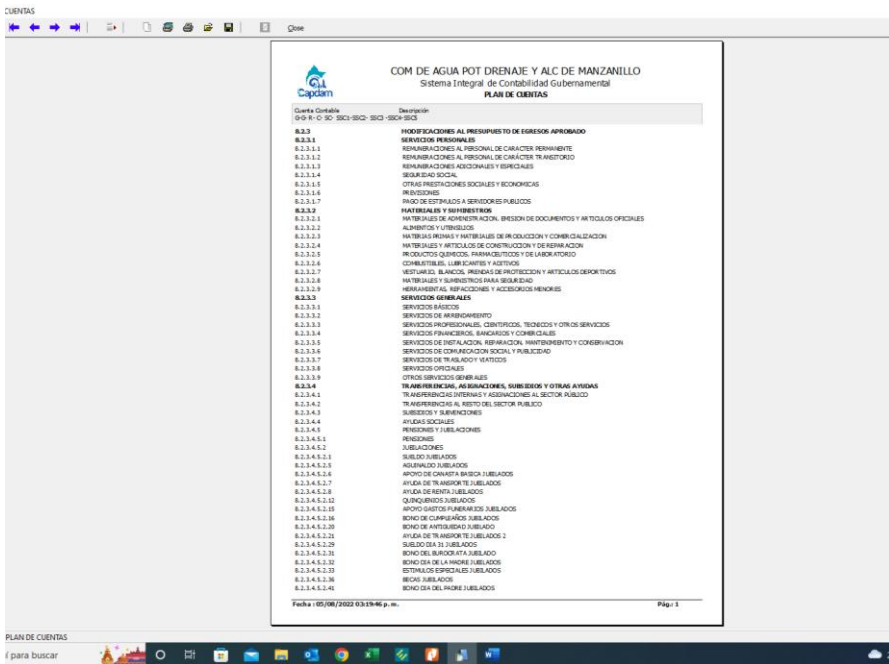 CUENTAS
Close
Capdam
COM DE AGUA POT DRENAJE Y ALC DE MANZANILLO
Sistema Integral de Contabilidad Gubernamental
PLAN DE CUENTAS
Cuenta Contable Descripción
G-G- R - C- SC- SSC1-SSC2- SSC3 -SSC4-SSC5
8.2.3 MODIFICACIONES AL PRESUPUESTO DE EGRESOS APROBADO
8.2.3.1 SERVICIOS PERSONALES
8.2.3.1.1 REMUNERACIONES AL PERSONAL DE CARACTER PERMANENTE
8.2.3.1.2 REMUNERACIONES AL PERSONAL DE CARÁCTER TRANSITORIO
8.2.3.1.3 REMUNERACIONES ADICIONALES Y ESPECIALES
8.2.3.1.4 SEGURIDAD SOCIAL
8.2.3.1.5 OTRAS PRESTACIONES SOCIALES Y ECONOMICAS
8.2.3.1.6 PREVISIONES
8.2.3.1.7 PAGO DE ESTIMULOS A SERVIDORES PUBLICOS
8.2.3.2 MATERIALES Y SUMINISTROS
8.2.3.2.1 MATERIALES DE ADMINISTRACION, EMISION DE DOCUMENTOS Y ARTICULOS OFICIALES
8.2.3.2.2 ALIMENTOS Y UTENSILIOS
8.2.3.2.3 MATERIAS PRIMAS Y MATERIALES DE PRODUCCION Y COMERCIALIZACION
8.2.3.2.4 MATERIALES Y ARTICULOS DE CONSTRUCCION Y DE REPARACION
8.2.3.2.5 PRODUCTOS QUIMICOS, FARMACEUTICOS Y DE LABORATORIO
8.2.3.2.6 COMBUSTIBLES, LUBRICANTES Y ADITIVOS
8.2.3.2.7 VESTUARIO, BLANCOS, PRENDAS DE PROTECCION Y ARTICULOS DEPORTIVOS
8.2.3.2.8 MATERIALES Y SUMINISTROS PARA SEGURIDAD
8.2.3.2.9 HERRAMIENTAS, REFACCIONES Y ACCESORIOS MENORES
8.2.3.3 SERVICIOS GENERALES
8.2.3.3.1 SERVICIOS BÁSICOS
8.2.3.3.2 SERVICIOS DE ARRENDAMIENTO
8.2.3.3.3 SERVICIOS PROFESIONALES, CIENTIFICOS, TECNICOS Y OTROS SERVICIOS
8.2.3.3.4 SERVICIOS FINANCIEROS, BANCARIOS Y COMERCIALES
8.2.3.3.5 SERVICIOS DE INSTALACION, REPARACION, MANTENIMIENTO Y CONSERVACION
8.2.3.3.6 SERVICIOS DE COMUNICACION SOCIAL Y PUBLICIDAD
8.2.3.3.7 SERVICIOS DE TRASLADO Y VIATICOS
8.2.3.3.8 SERVICIOS OFICIALES
8.2.3.3.9 OTROS SERVICIOS GENERALES
8.2.3.4 TRANSFERENCIAS, ASIGNACIONES, SUBSIDIOS Y OTRAS AYUDAS
8.2.3.4.1 TRANSFERENCIAS INTERNAS Y ASIGNACIONES AL SECTOR PÚBLICO
8.2.3.4.2 TRANSFERENCIAS AL RESTO DEL SECTOR PUBLICO
8.2.3.4.3 SUBSIDIOS Y SUBVENCIONES
8.2.3.4.4 AYUDAS SOCIALES
8.2.3.4.5 PENSIONES Y JUBILACIONES
8.2.3.4.5.1 PENSIONES
8.2.3.4.5.2 JUBILACIONES
8.2.3.4.5.2.1 SUELDO JUBILADOS
8.2.3.4.5.2.5 AGUINALDO JUBILADOS
8.2.3.4.5.2.6 APOYO DE CANASTA BASICA JUBILADOS
8.2.3.4.5.2.7 AYUDA DE TRANSPORTE JUBILADOS
8.2.3.4.5.2.8 AYUDA DE RENTA JUBILADOS
8.2.3.4.5.2.12 QUINQUENIOS JUBILADOS
8.2.3.4.5.2.15 APOYO GASTOS FUNERARIOS JUBILADOS
8.2.3.4.5.2.16 BONO DE CUMPLEAÑOS JUBILADOS
8.2.3.4.5.2.20 BONO DE ANTIGUEDAD JUBILADO
8.2.3.4.5.2.21 AYUDA DE TRANSPORTE JUBILADOS 2
8.2.3.4.5.2.29 SUELDO DIA 31 JUBILADOS
8.2.3.4.5.2.31 BONO DEL BUROCRATA JUBILADO
8.2.3.4.5.2.32 BONO DIA DE LA MADRE JUBILADOS
8.2.3.4.5.2.33 ESTIMULOS ESPECIALES JUBILADOS
8.2.3.4.5.2.36 BECAS JUBILADOS
8.2.3.4.5.2.41 BONO DIA DEL PADRE JUBILADOS
Fecha : 05/08/2022 03:19:46 p. m. Pág.: 1
PLAN DE CUENTAS
í para buscar